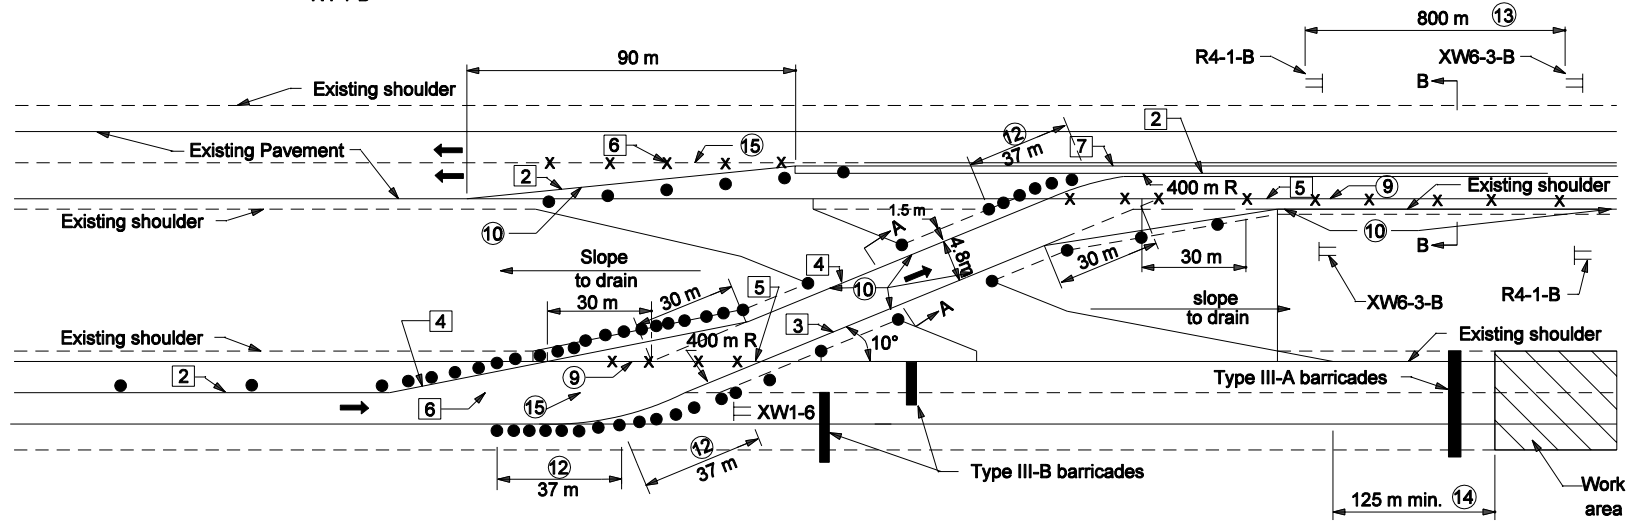 800 m 13
R4-1-B
XW6-3-B
90 m
Existing shoulder
B
Existing Pavement
6
15
12
37 m
7
2
2
400 m R
5
9
Existing shoulder
Existing shoulder
10
1.5 m
A
10
B
Slope
to drain
4.8m
4
30 m
30 m
XW6-3-B
R4-1-B
30 m
30 m
5
10
slope
to drain
A
4
3
Existing shoulder
Existing shoulder
400 m R
10°
9
Type III-A barricades
2
6
15
XW1-6
12
37 m
12
37 m
Type III-B barricades
Work
area
125 m min. 14